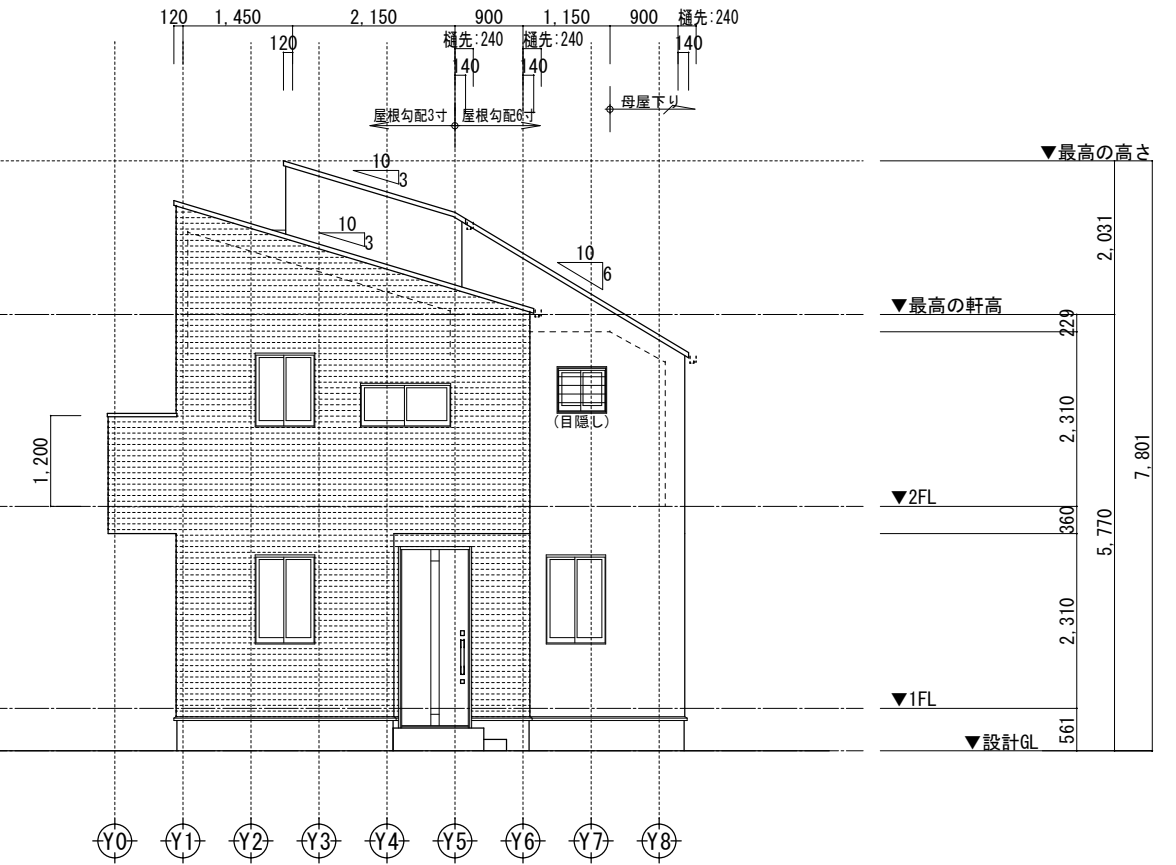 120 1,450 2,150 900 1,150 900 樋先:240
120 樋先:240 樋先:240 140
140 140
屋根勾配3寸 屋根勾配6寸 母屋下り
▼最高の高さ
10
3
10
3
10
6
2,031
▼最高の軒高
229
2,310
7,801
(目隠し)
1,200
▼2FL
360
5,770
2,310
▼1FL
561
▼設計GL
Y0 Y1 Y2 Y3 Y4 Y5 Y6 Y7 Y8